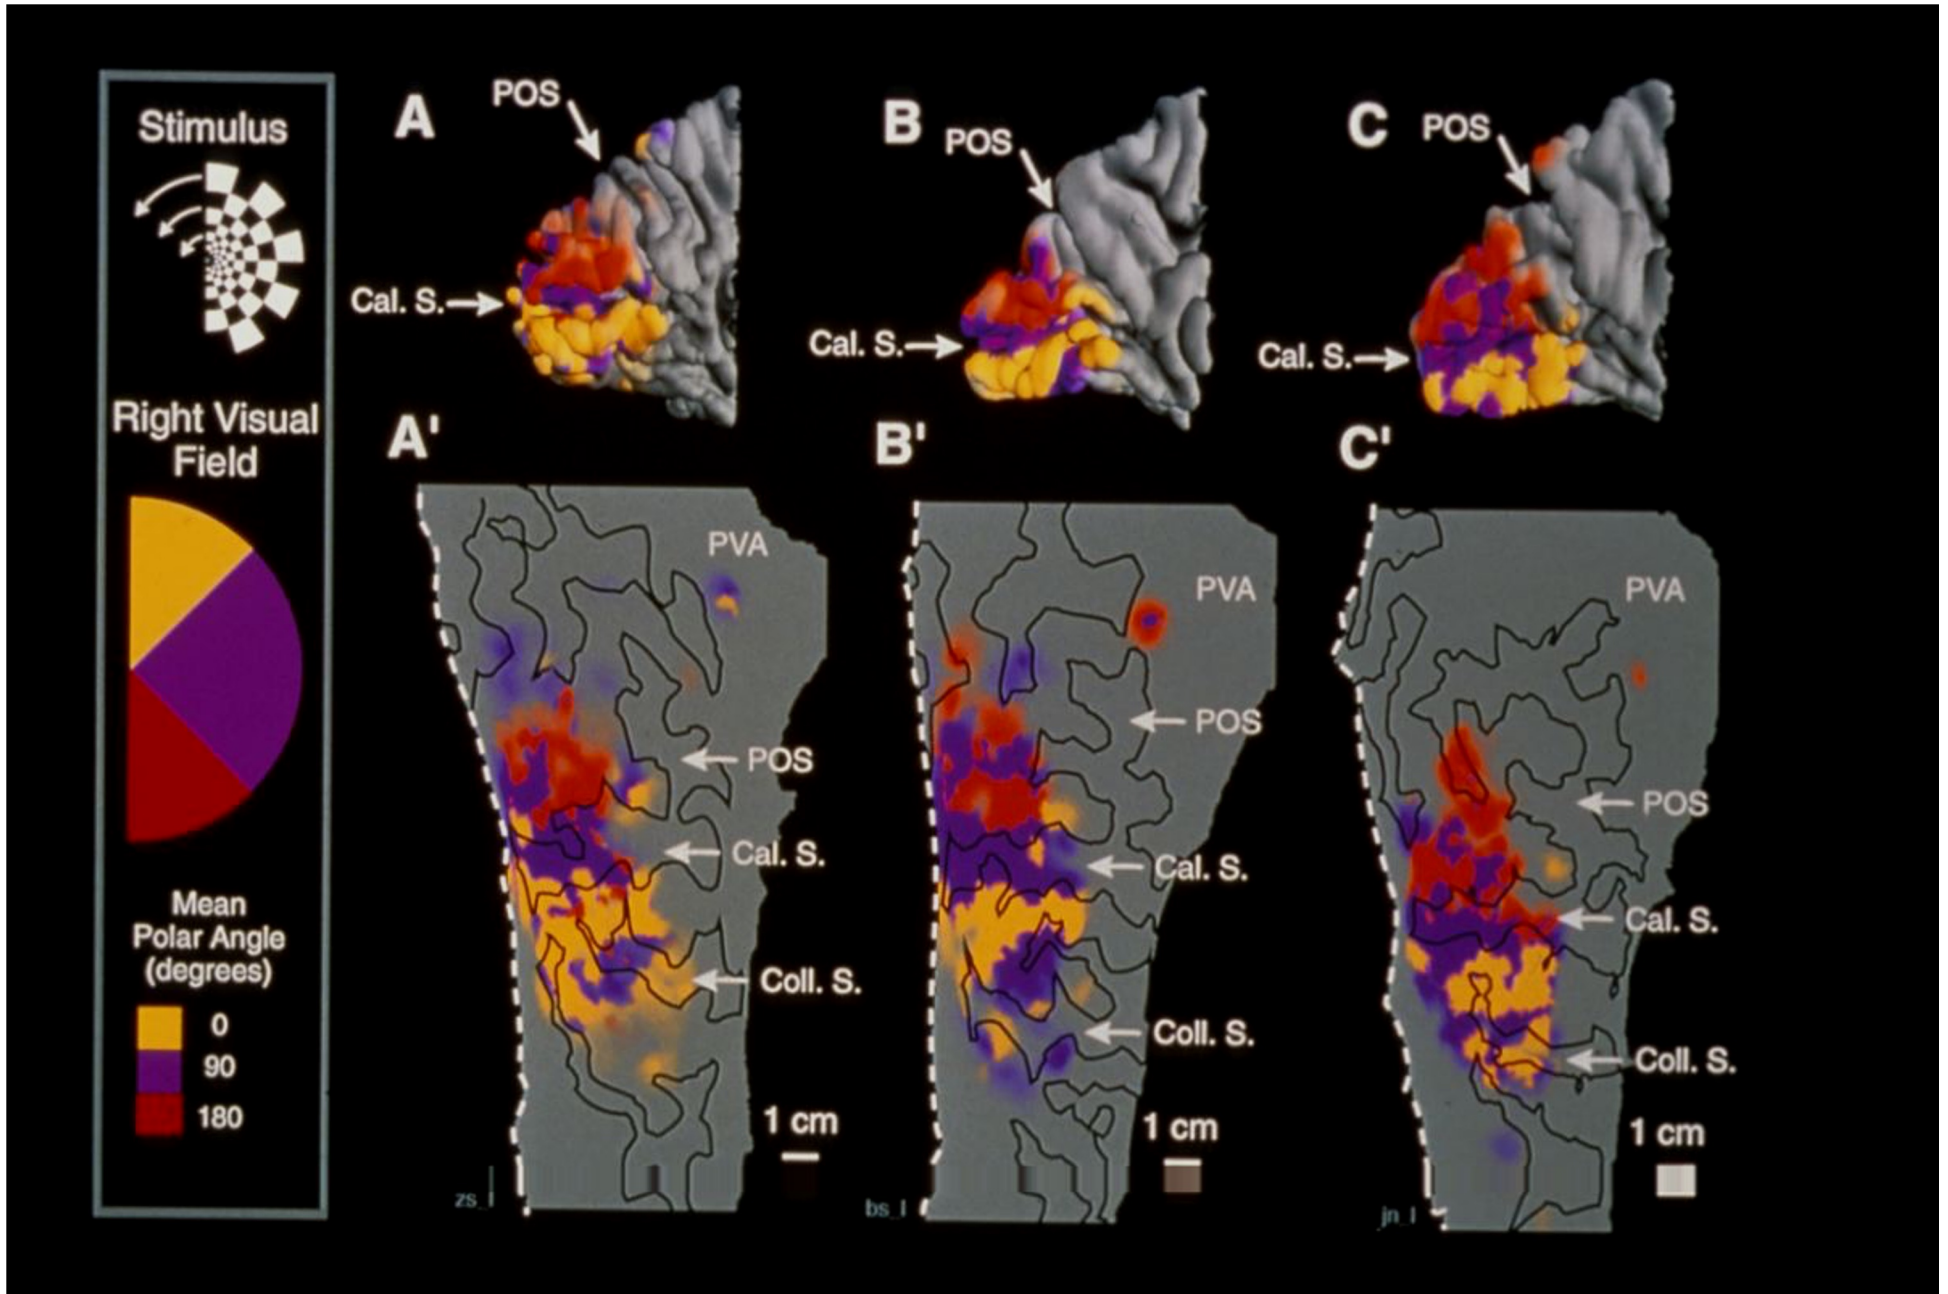 Stimulus
Right Visual
Field
Mean
Polar Angle
(degrees)
0
90
180
A
POS
Cal. S.
B
POS
Cal. S.
C
POS
Cal. S.
A'
PVA
POS
Cal. S.
Coll. S.
1 cm
zs_l
B'
PVA
POS
Cal. S.
Coll. S.
1 cm
bs_l
C'
PVA
POS
Cal. S.
Coll. S.
1 cm
jn_l